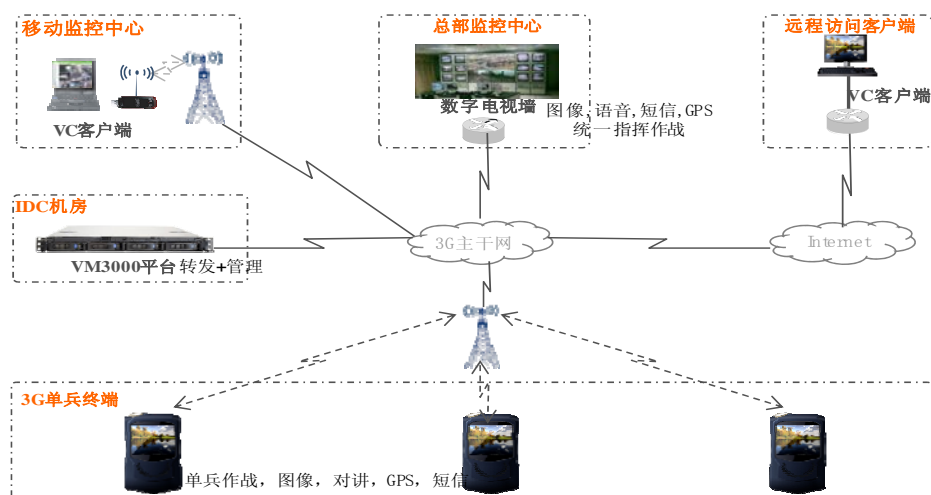 移动监控中心
VC客户端
总部监控中心
数字电视墙
图像,语音,短信,GPS
统一指挥作战
远程访问客户端
VC客户端
IDC机房
VM3000平台 转发+管理
3G主干网
Internet
3G单兵终端
单兵作战，图像，对讲，GPS，短信